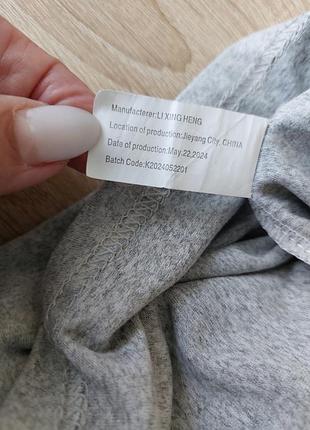 Manufacturer:LI XING HENG
Location of production:Jieyang City, CHINA
Date of production:May.22,2024
Batch Code:K2024052201